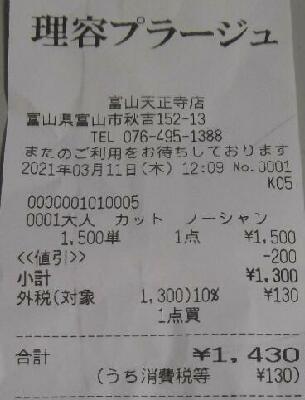 理容プラージュ
富山天正寺店
富山県富山市秋吉152-13
TEL 076-495-1388
またのご利用をお待ちしております
2021年03月11日(木) 12:09 No.0001
K05
0000001010005
0001大人 カット ノーシャン
1,500単 1点 ¥1,500
<<値引>> -200
小計 ¥1,300
外税(対象 1,300)10% ¥130
1点買
合計 ¥1,430
(うち消費税等 ¥130)